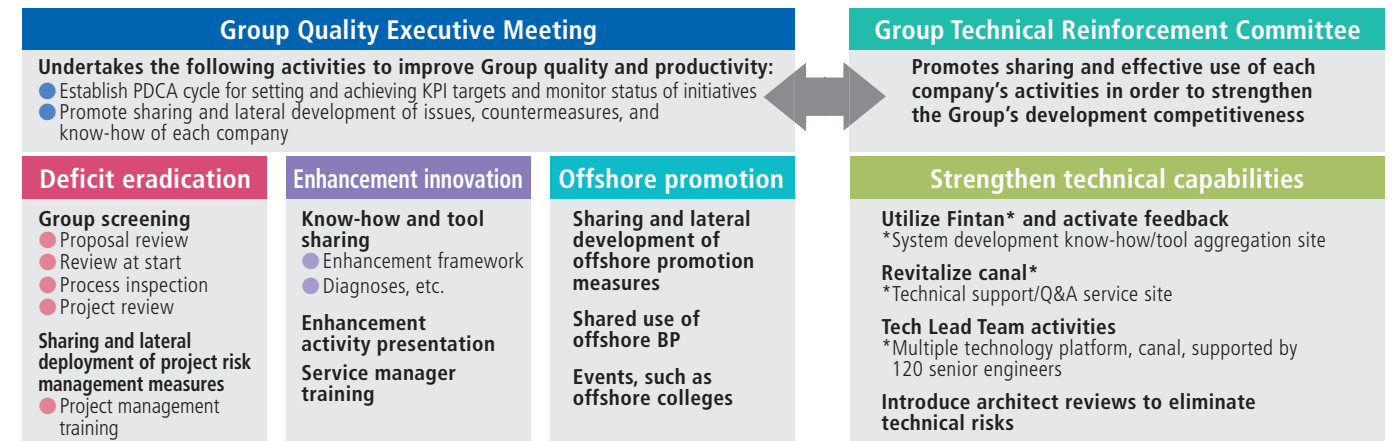 Group Quality Executive Meeting
Undertakes the following activities to improve Group quality and productivity:
●Establish PDCA cycle for setting and achieving KPI targets and monitor status of initiatives
●Promote sharing and lateral development of issues, countermeasures, and
know-how of each company
Group Technical Reinforcement Committee
Promotes sharing and effective use of each
company's activities in order to strengthen
the Group's development competitiveness
Deficit eradication
Group screening
●Proposal review
●Review at start
●Process inspection
●Project review
Sharing and lateral
deployment of project risk
management measures
●Project management
training
Enhancement innovation
Know-how and tool
sharing
●Enhancement framework
●Diagnoses, etc.
Enhancement
activity presentation
Service manager
training
Offshore promotion
Sharing and lateral
development of
offshore promotion
measures
Shared use of
offshore BP
Events, such as
offshore colleges
Strengthen technical capabilities
Utilize Fintan* and activate feedback
*System development know-how/tool aggregation site
Revitalize canal*
*Technical support/Q&A service site
Tech Lead Team activities
*Multiple technology platform, canal, supported by
120 senior engineers
Introduce architect reviews to eliminate
technical risks